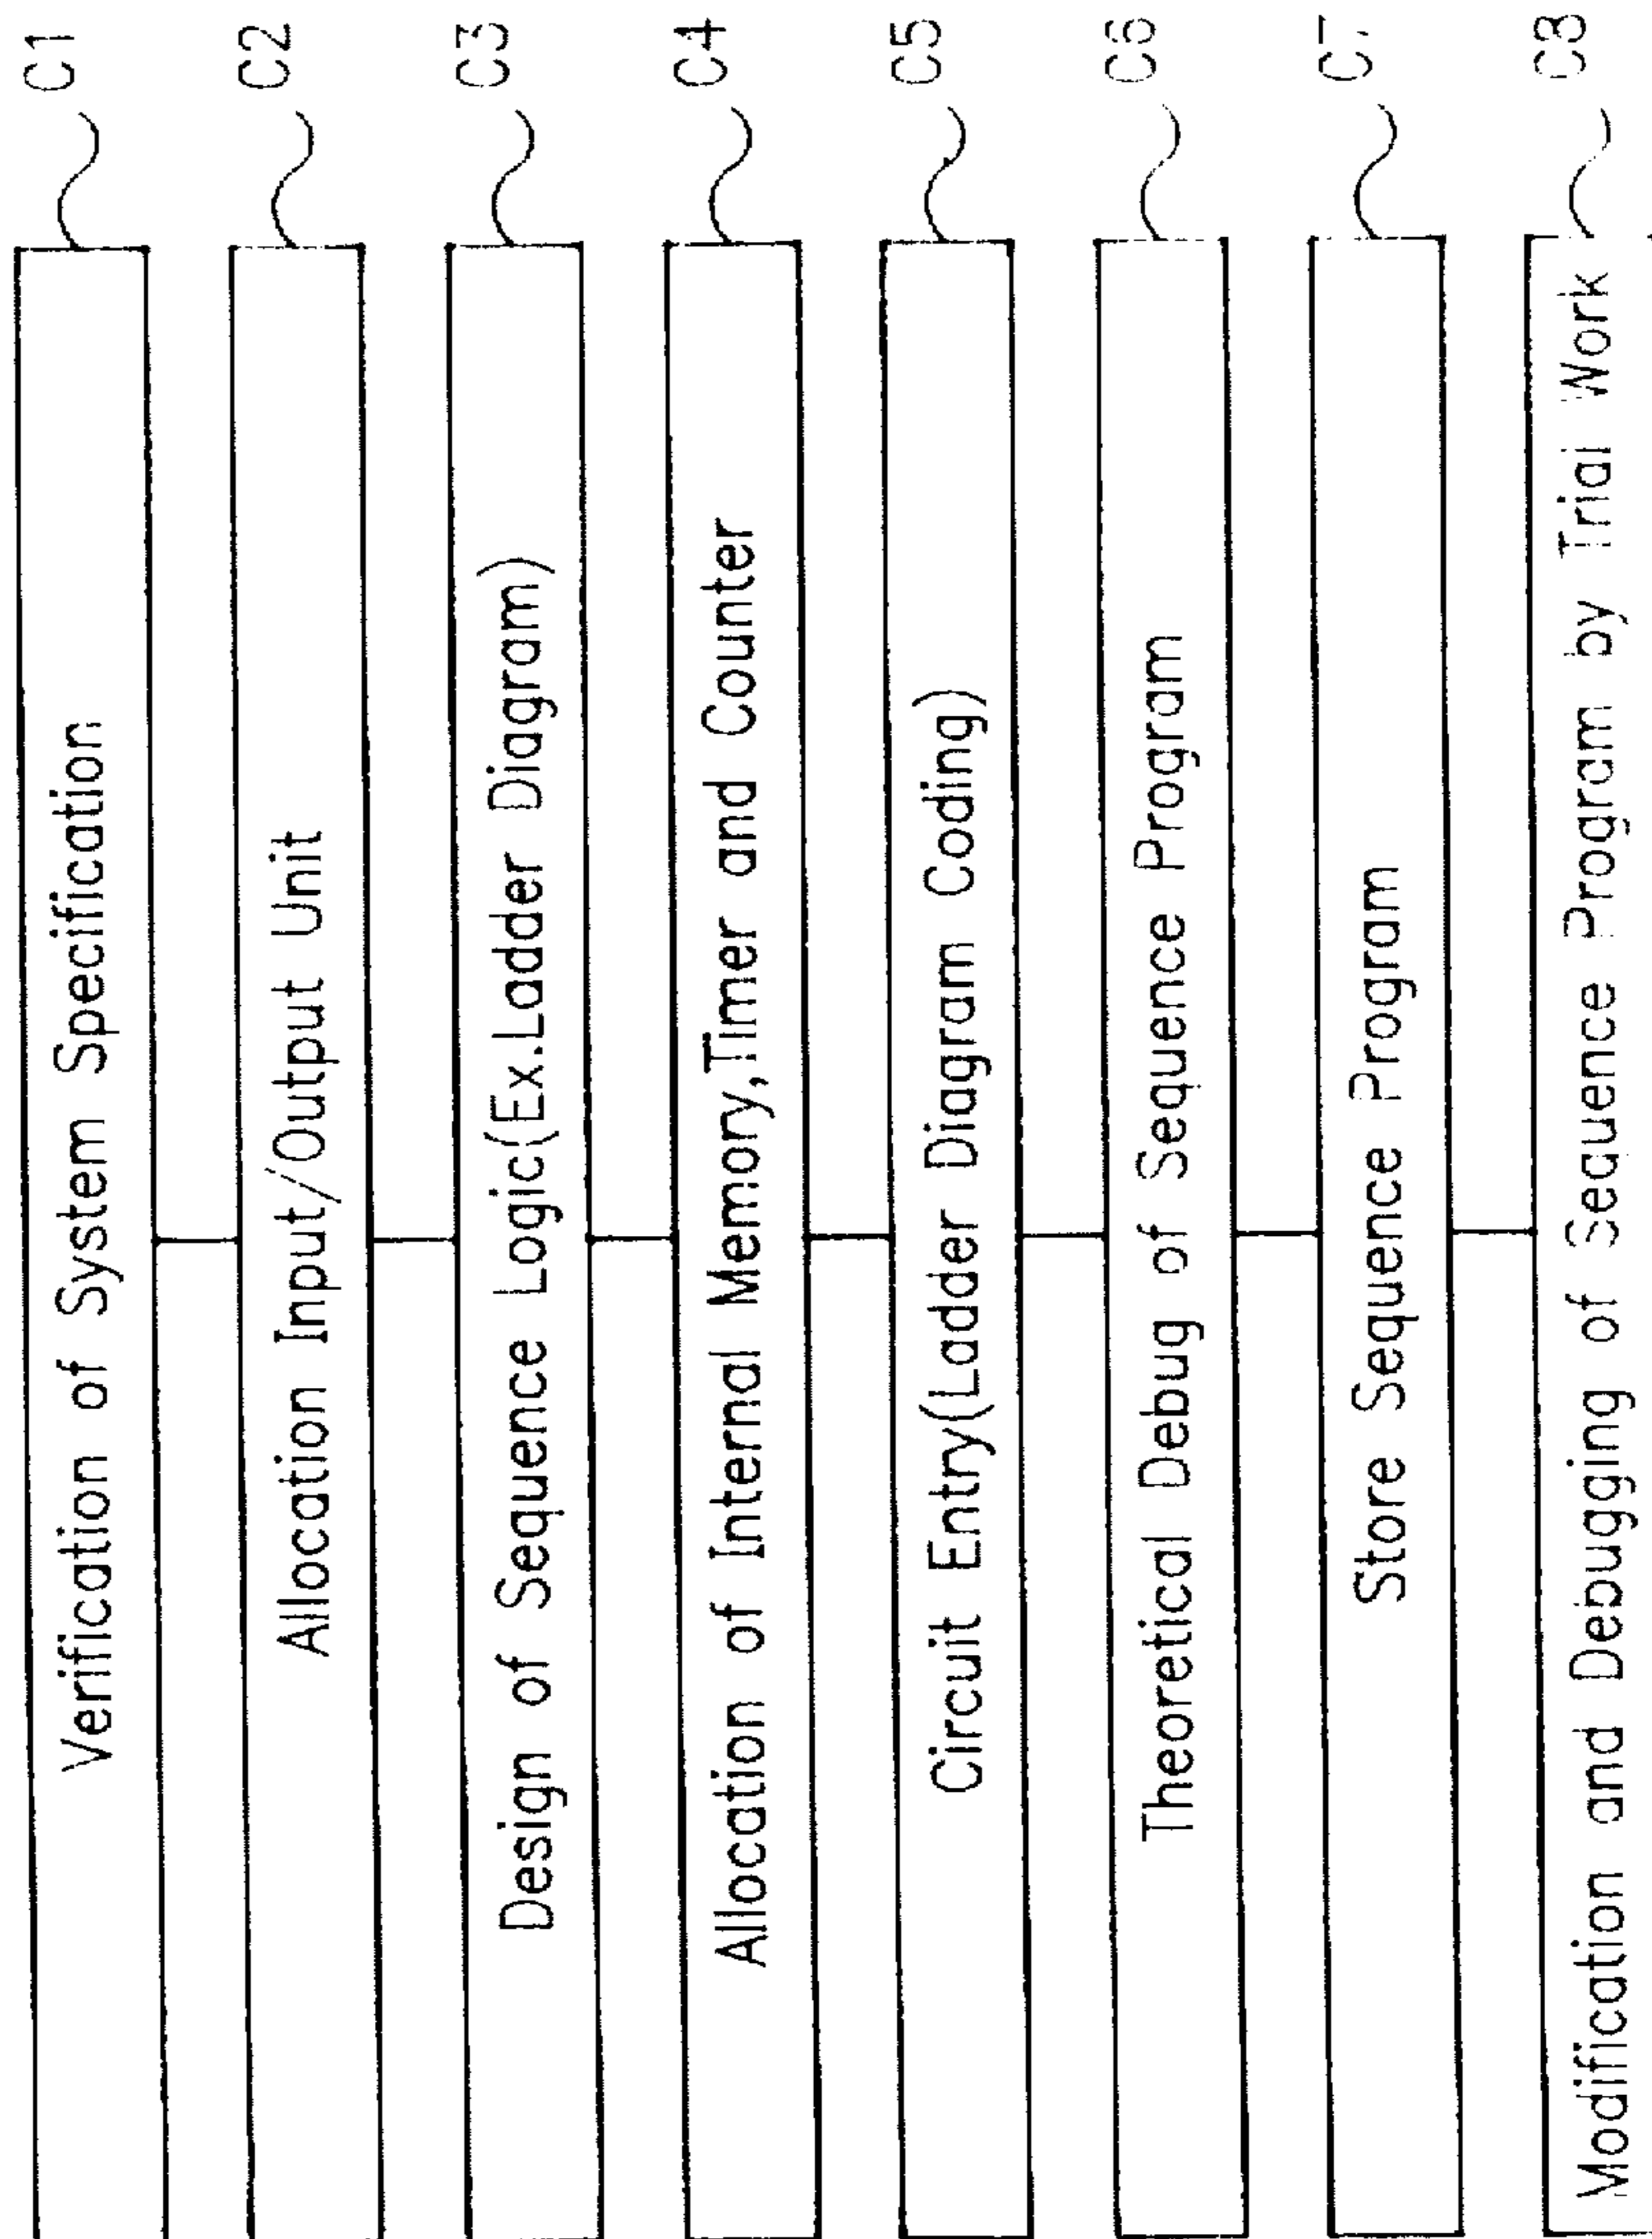 Verification of System Specification C1
Allocation Input/Output Unit C2
Design of Sequence Logic(Ex.Ladder Diagram) C3
Allocation of Internal Memory,Timer and Counter C4
Circuit Entry(Ladder Diagram Coding) C5
Theoretical Debug of Sequence Program C6
Store Sequence Program C7
Modification and Debugging of Sequence Program by Trial Work C8